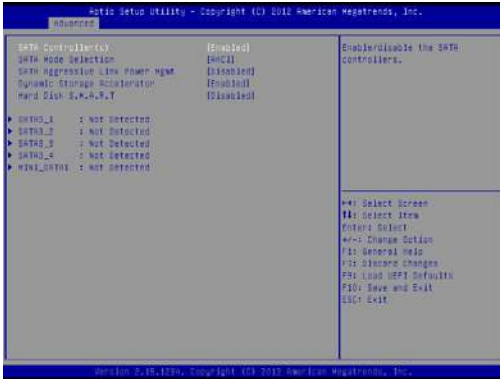 Aptio Setup Utility - Copyright (C) 2012 American Megatrends, Inc.
Advanced
SATA Controller(s) [Enabled]
SATA Mode Selection [AHCI]
SATA Aggressive Link Power Mgmt [Disabled]
Dynamic Storage Accelerator [Enabled]
Hard Disk S.M.A.R.T [Disabled]
SATA3_1 : Not Detected
SATA3_2 : Not Detected
SATA3_3 : Not Detected
SATA3_4 : Not Detected
MINI_SATA1 : Not Detected
Enable/disable the SATA
controllers.
→←: Select Screen
↑↓: Select Item
Enter: Select
+/-: Change Option
F1: General Help
F7: Discard Changes
F9: Load UEFI Defaults
F10: Save and Exit
ESC: Exit
Version 2.15.1234. Copyright (C) 2012 American Megatrends, Inc.